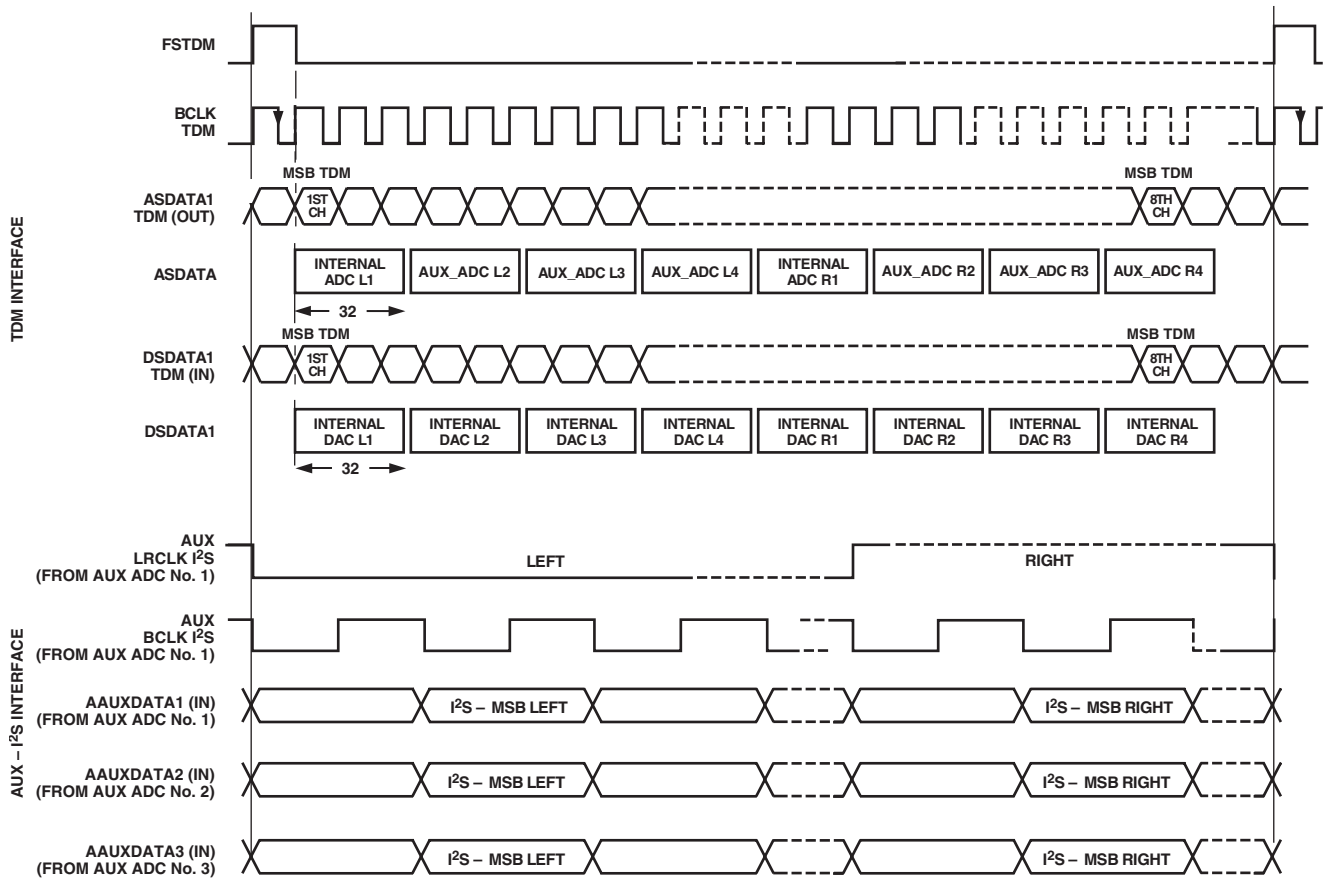 FSTDM
BCLK
TDM
MSB TDM
MSB TDM
ASDATA1
TDM (OUT)
1ST
CH
8TH
CH
TDM INTERFACE
ASDATA
INTERNAL
ADC L1
AUX_ADC L2
AUX_ADC L3
AUX_ADC L4
INTERNAL
ADC R1
AUX_ADC R2
AUX_ADC R3
AUX_ADC R4
32
MSB TDM
MSB TDM
DSDATA1
TDM (IN)
1ST
CH
8TH
CH
DSDATA1
INTERNAL
DAC L1
INTERNAL
DAC L2
INTERNAL
DAC L3
INTERNAL
DAC L4
INTERNAL
DAC R1
INTERNAL
DAC R2
INTERNAL
DAC R3
INTERNAL
DAC R4
32
AUX
LRCLK I²S
(FROM AUX ADC No. 1)
LEFT
RIGHT
AUX – I²S INTERFACE
AUX
BCLK I²S
(FROM AUX ADC No. 1)
AAUXDATA1 (IN)
(FROM AUX ADC No. 1)
I²S – MSB LEFT
I²S – MSB RIGHT
AAUXDATA2 (IN)
(FROM AUX ADC No. 2)
I²S – MSB LEFT
I²S – MSB RIGHT
AAUXDATA3 (IN)
(FROM AUX ADC No. 3)
I²S – MSB LEFT
I²S – MSB RIGHT